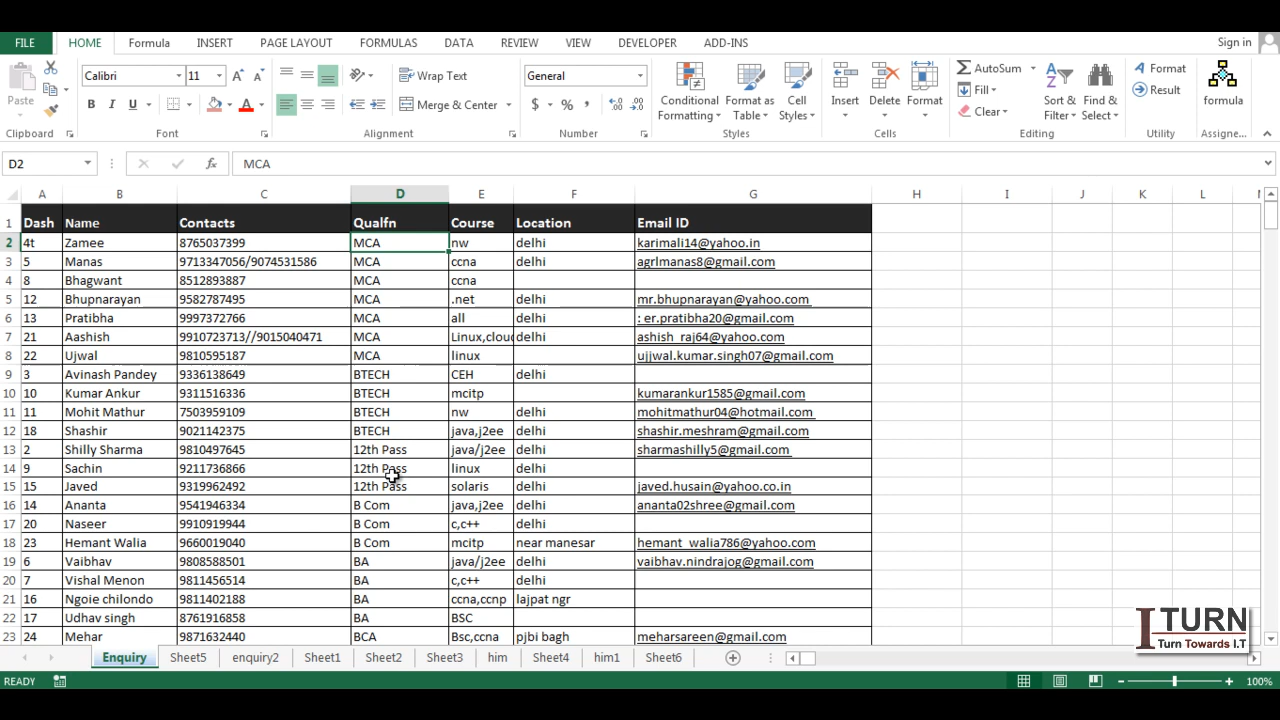 FILE HOME Formula INSERT PAGE LAYOUT FORMULAS DATA REVIEW VIEW DEVELOPER ADD-INS Sign in
Paste Calibri 11 B I U Wrap Text Merge & Center General $ % , Conditional Formatting Format as Table Cell Styles Insert Delete Format AutoSum Fill Clear Sort & Filter Find & Select Format Result formula
Clipboard Font Alignment Number Styles Cells Editing Utility Assigne...
D2 fx MCA
A B C D E F G H I J K L
1 Dash Name Contacts Qualfn Course Location Email ID
2 4t Zamee 8765037399 MCA nw delhi karimali14@yahoo.in
3 5 Manas 9713347056/9074531586 MCA ccna delhi agrlmanas8@gmail.com
4 8 Bhagwant 8512893887 MCA ccna
5 12 Bhupnarayan 9582787495 MCA .net delhi mr.bhupnarayan@yahoo.com
6 13 Pratibha 9997372766 MCA all delhi : er.pratibha20@gmail.com
7 21 Aashish 9910723713//9015040471 MCA Linux,cloud delhi ashish_raj64@yahoo.com
8 22 Ujwal 9810595187 MCA linux ujjwal.kumar.singh07@gmail.com
9 3 Avinash Pandey 9336138649 BTECH CEH delhi
10 10 Kumar Ankur 9311516336 BTECH mcitp kumarankur1585@gmail.com
11 11 Mohit Mathur 7503959109 BTECH nw delhi mohitmathur04@hotmail.com
12 18 Shashir 9021142375 BTECH java,j2ee delhi shashir.meshram@gmail.com
13 2 Shilly Sharma 9810497645 12th Pass java/j2ee delhi sharmashilly5@gmail.com
14 9 Sachin 9211736866 12th Pass linux delhi
15 15 Javed 9319962492 12th Pass solaris delhi javed.husain@yahoo.co.in
16 14 Ananta 9541946334 B Com java,j2ee delhi ananta02shree@gmail.com
17 20 Naseer 9910919944 B Com c,c++ delhi
18 23 Hemant Walia 9660019040 B Com mcitp near manesar hemant_walia786@yahoo.com
19 6 Vaibhav 9808588501 BA java/j2ee delhi vaibhav.nindrajog@gmail.com
20 7 Vishal Menon 9811456514 BA c,c++ delhi
21 16 Ngoie chilondo 9811402188 BA ccna,ccnp lajpat ngr
22 17 Udhav singh 8761916858 BA BSC
23 24 Mehar 9871632440 BCA Bsc,ccna pjbi bagh meharsareen@gmail.com
I TURN
Turn Towards I.T
Enquiry Sheet5 enquiry2 Sheet1 Sheet2 Sheet3 him Sheet4 him1 Sheet6
READY 100%